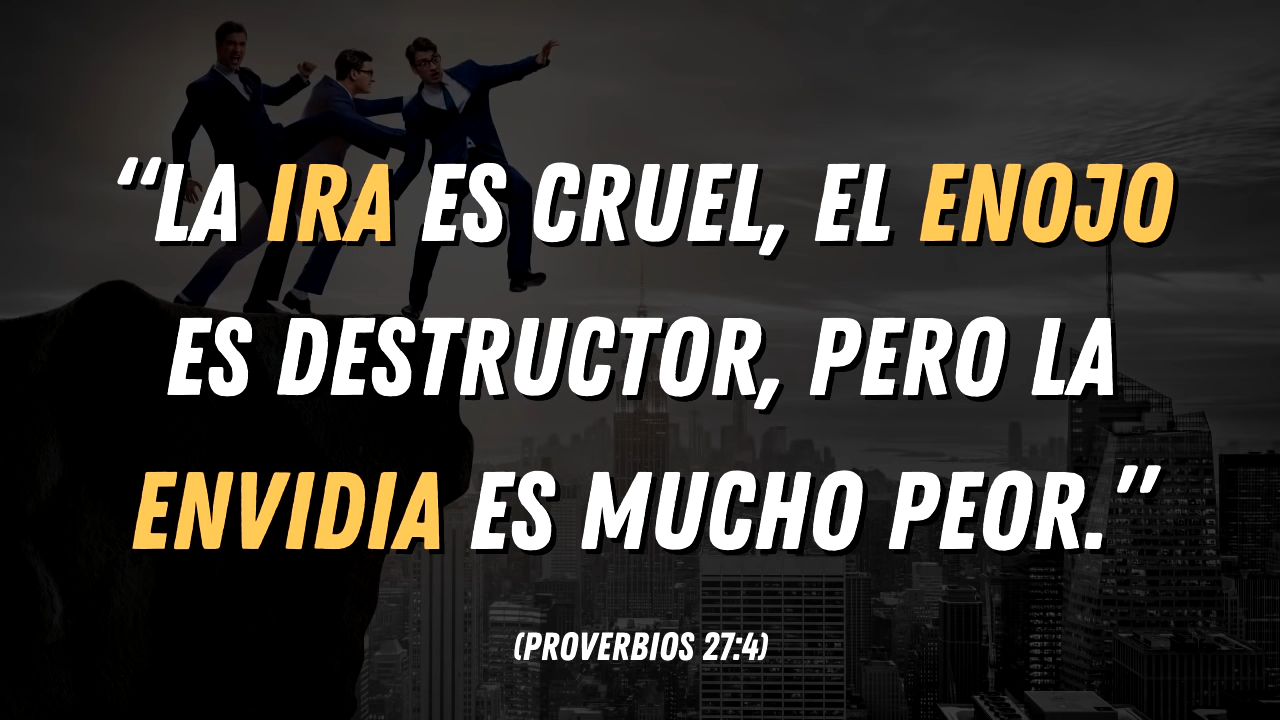 “LA IRA ES CRUEL, EL ENOJO
ES DESTRUCTOR, PERO LA
ENVIDIA ES MUCHO PEOR.”
(PROVERBIOS 27:4)